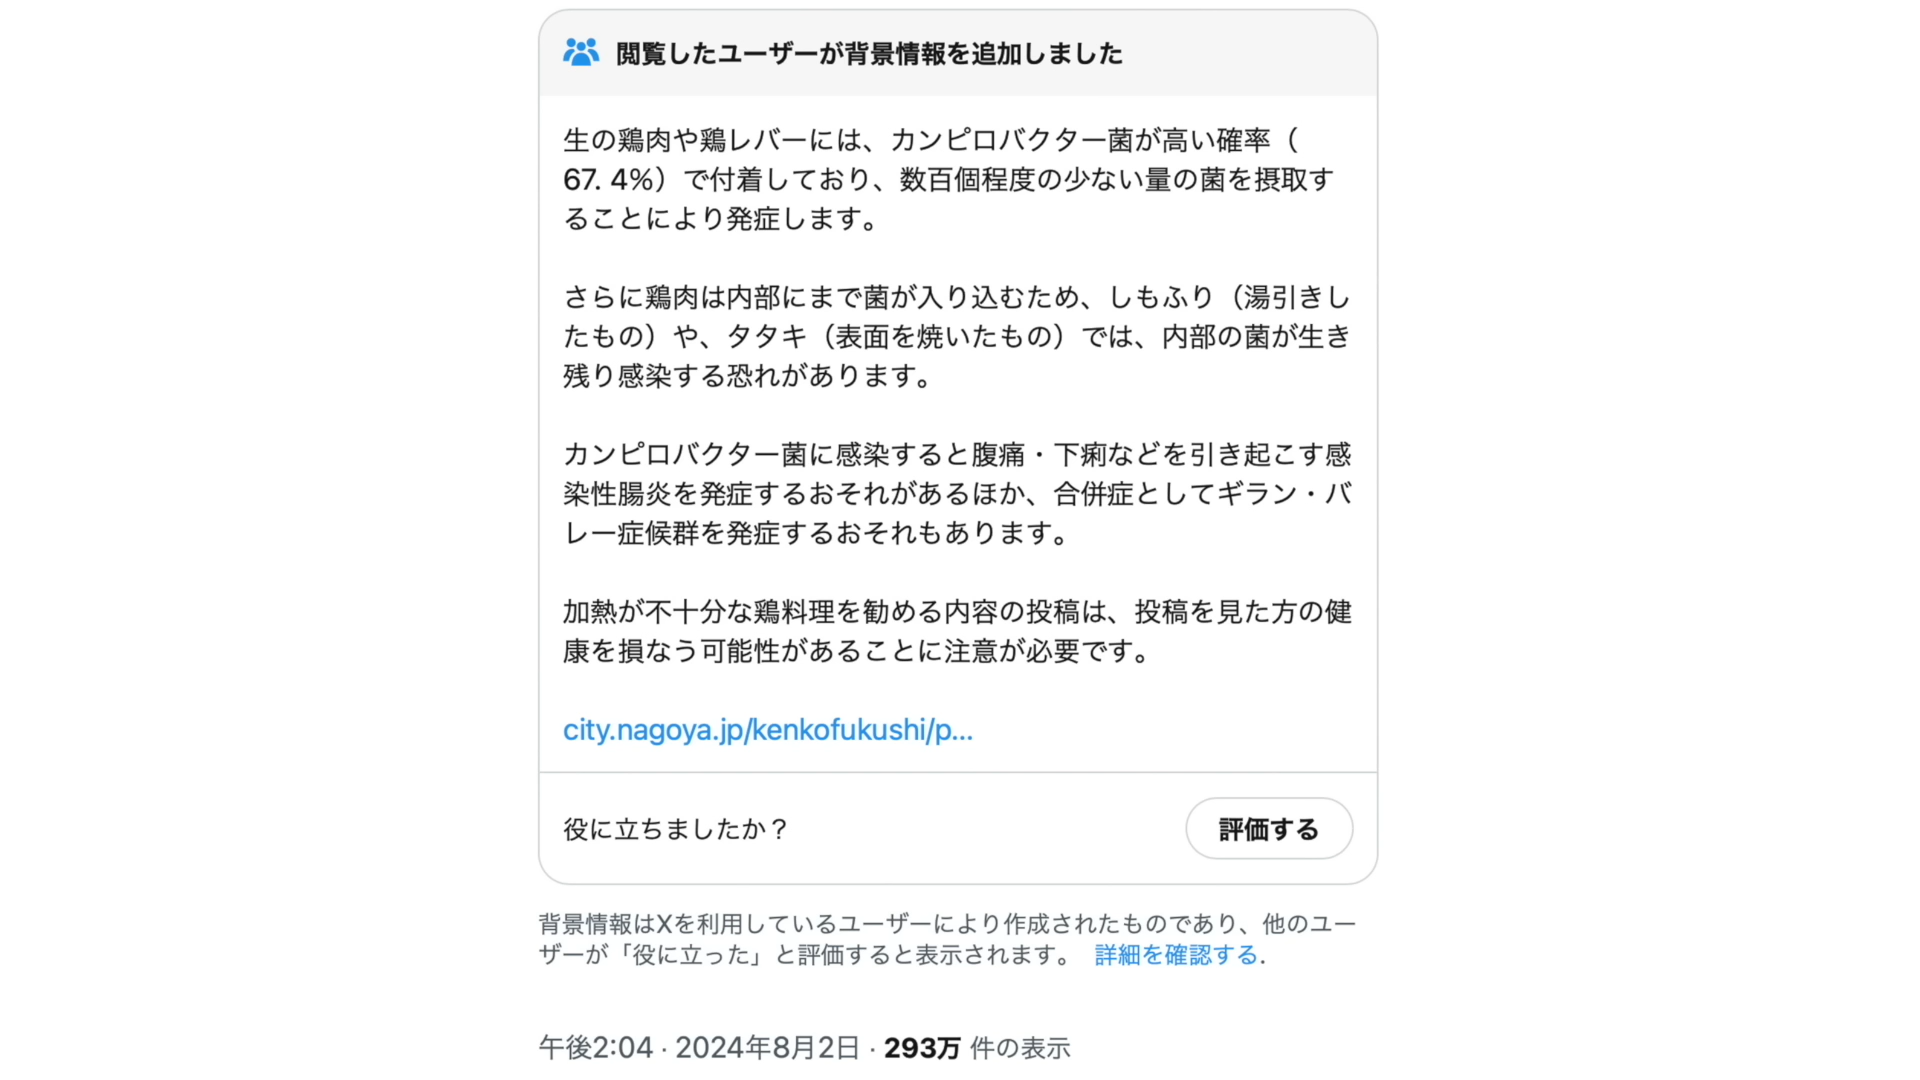 閲覧したユーザーが背景情報を追加しました
生の鶏肉や鶏レバーには、カンピロバクター菌が高い確率（
67. 4%）で付着しており、数百個程度の少ない量の菌を摂取す
ることにより発症します。
さらに鶏肉は内部にまで菌が入り込むため、しもふり（湯引きし
たもの）や、タタキ（表面を焼いたもの）では、内部の菌が生き
残り感染する恐れがあります。
カンピロバクター菌に感染すると腹痛・下痢などを引き起こす感
染性腸炎を発症するおそれがあるほか、合併症としてギラン・バ
レー症候群を発症するおそれもあります。
加熱が不十分な鶏料理を勧める内容の投稿は、投稿を見た方の健
康を損なう可能性があることに注意が必要です。
city.nagoya.jp/kenkofukushi/p...
役に立ちましたか？ 評価する
背景情報はXを利用しているユーザーにより作成されたものであり、他のユー
ザーが「役に立った」と評価すると表示されます。 詳細を確認する.
午後2:04 · 2024年8月2日 · 293万 件の表示